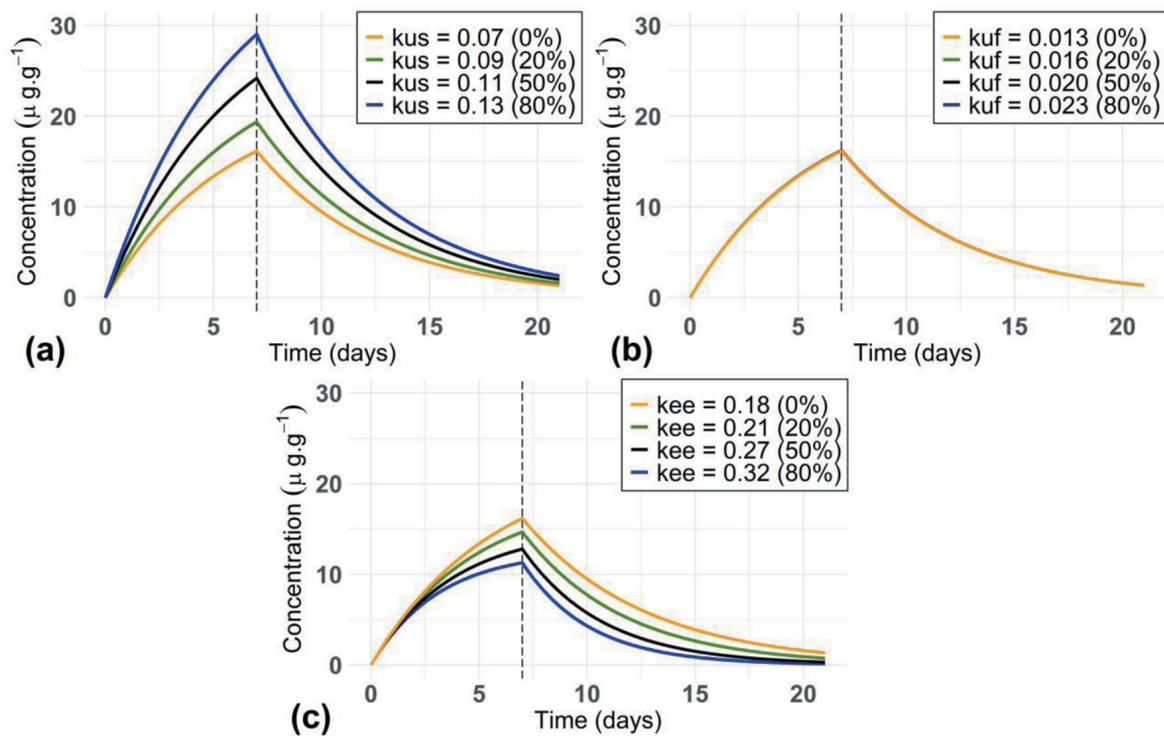 kus = 0.07 (0%)
kus = 0.09 (20%)
kus = 0.11 (50%)
kus = 0.13 (80%)
Concentration (μ g.g⁻¹)
30
20
10
0
0 5 10 15 20
Time (days)
(a)
kuf = 0.013 (0%)
kuf = 0.016 (20%)
kuf = 0.020 (50%)
kuf = 0.023 (80%)
Concentration (μ g.g⁻¹)
30
20
10
0
0 5 10 15 20
Time (days)
(b)
kee = 0.18 (0%)
kee = 0.21 (20%)
kee = 0.27 (50%)
kee = 0.32 (80%)
Concentration (μ g.g⁻¹)
30
20
10
0
0 5 10 15 20
Time (days)
(c)